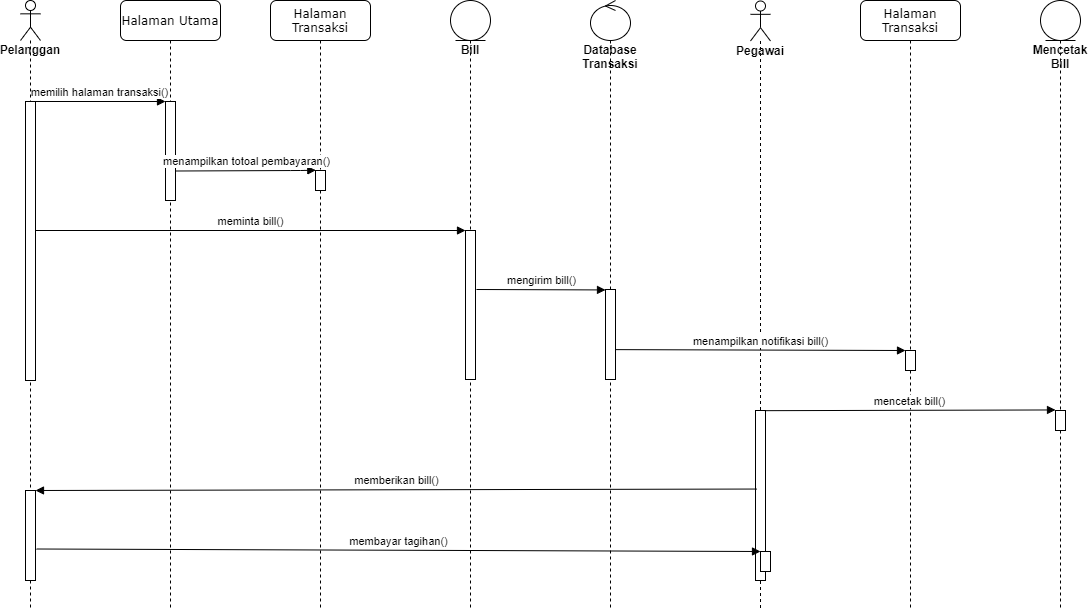 Pelanggan
Halaman Utama
Halaman
Transaksi
Bill
Database
Transaksi
Pegawai
Halaman
Transaksi
Mencetak
Bill
memilih halaman transaksi()
menampilkan totoal pembayaran()
meminta bill()
mengirim bill()
menampilkan notifikasi bill()
mencetak bill()
memberikan bill()
membayar tagihan()